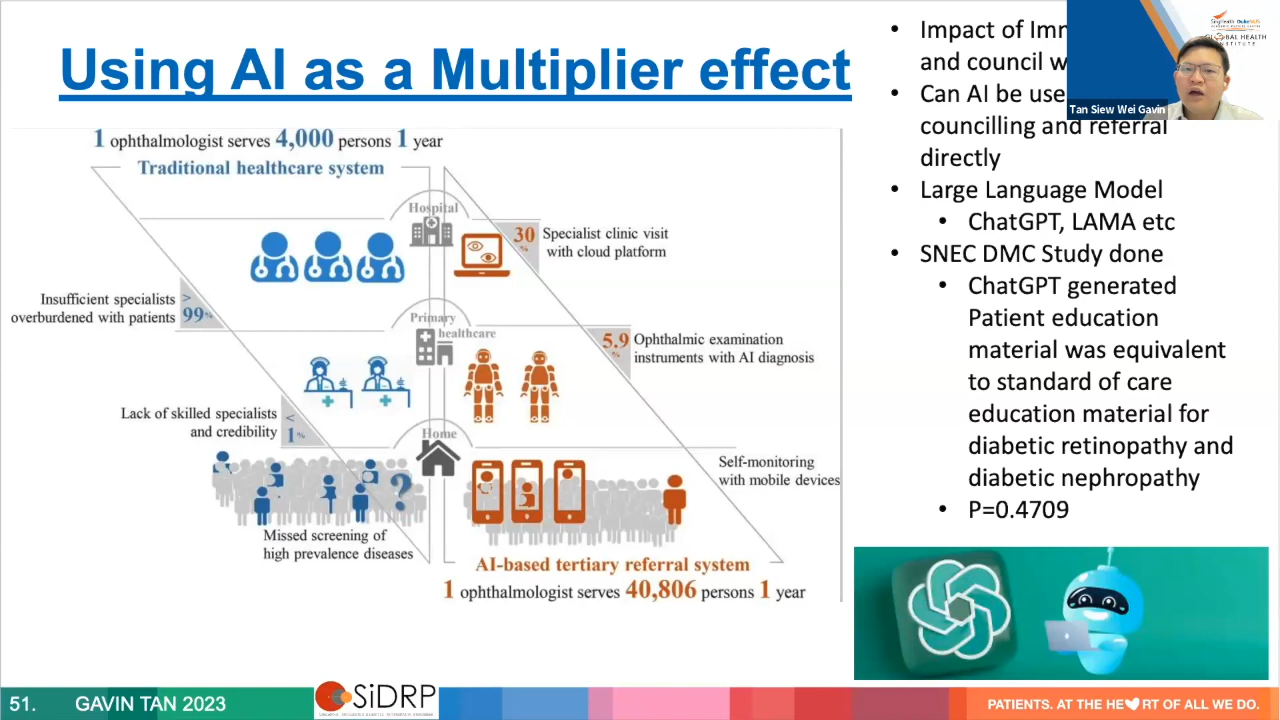 Using AI as a Multiplier effect
1 ophthalmologist serves 4,000 persons 1 year
Traditional healthcare system
Hospital
30
%
Specialist clinic visit
with cloud platform
Insufficient specialists
overburdened with patients
>
99%
Primary
healthcare
5.9
%
Ophthalmic examination
instruments with AI diagnosis
Lack of skilled specialists
and credibility
<
1%
Home
Self-monitoring
with mobile devices
?
Missed screening of
high prevalence diseases
AI-based tertiary referral system
1 ophthalmologist serves 40,806 persons 1 year
• Impact of
and council
• Can AI be
councilling and referral
directly
• Large Language Model
• ChatGPT, LAMA etc
• SNEC DMC Study done
• ChatGPT generated
Patient education
material was equivalent
to standard of care
education material for
diabetic retinopathy and
diabetic nephropathy
• P=0.4709
SingHealth DukeNUS
GLOBAL HEALTH
INSTITUTE
Tan Siew Wei Gavin
51. GAVIN TAN 2023
SiDRP
PATIENTS. AT THE HE RT OF ALL WE DO.